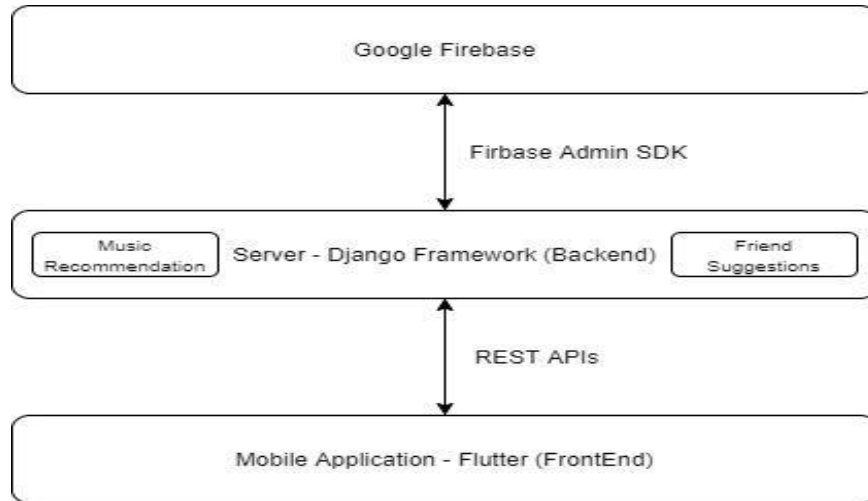 Google Firebase
Firbase Admin SDK
Music
Recommendation
Server - Django Framework (Backend)
Friend
Suggestions
REST APIs
Mobile Application - Flutter (FrontEnd)